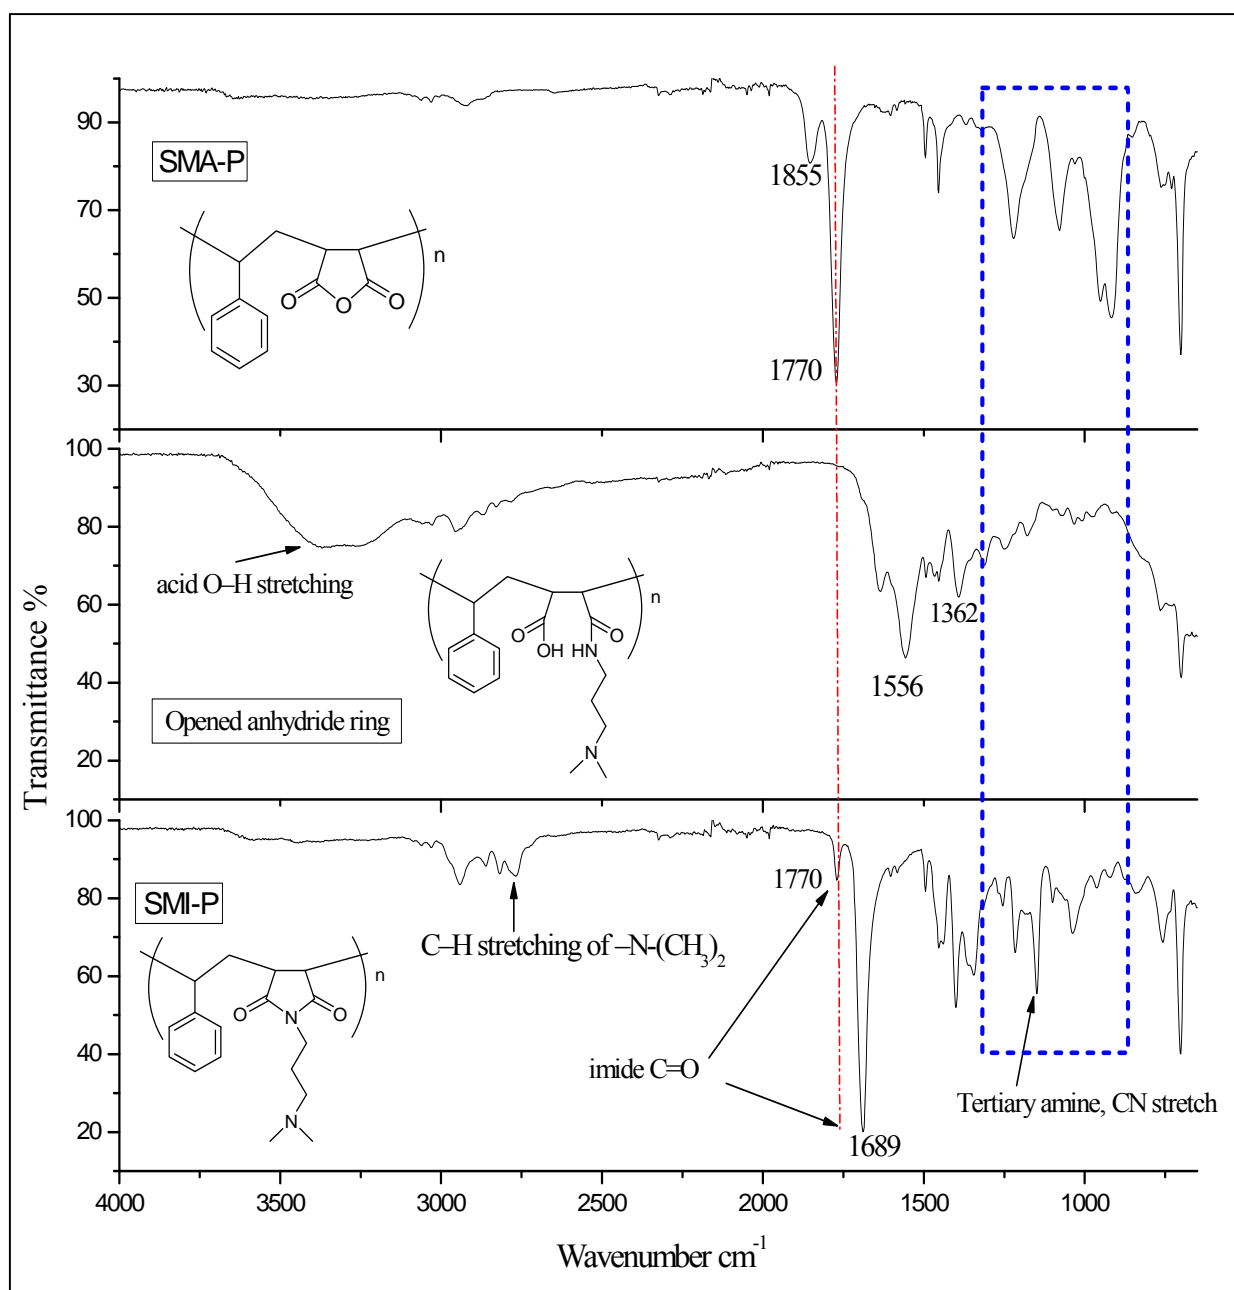 90
70
50
30
SMA-P
1855
1770
O
O
O
n
100
80
60
40
20
acid O–H stretching
1362
1556
O
OH
O
HN
N
n
Opened anhydride ring
Transmittance %
100
80
60
40
20
1770
SMI-P
C–H stretching of –N-(CH3)2
O
N
O
N
n
imide C=O
1689
Tertiary amine, CN stretch
4000 3500 3000 2500 2000 1500 1000
Wavenumber cm-1